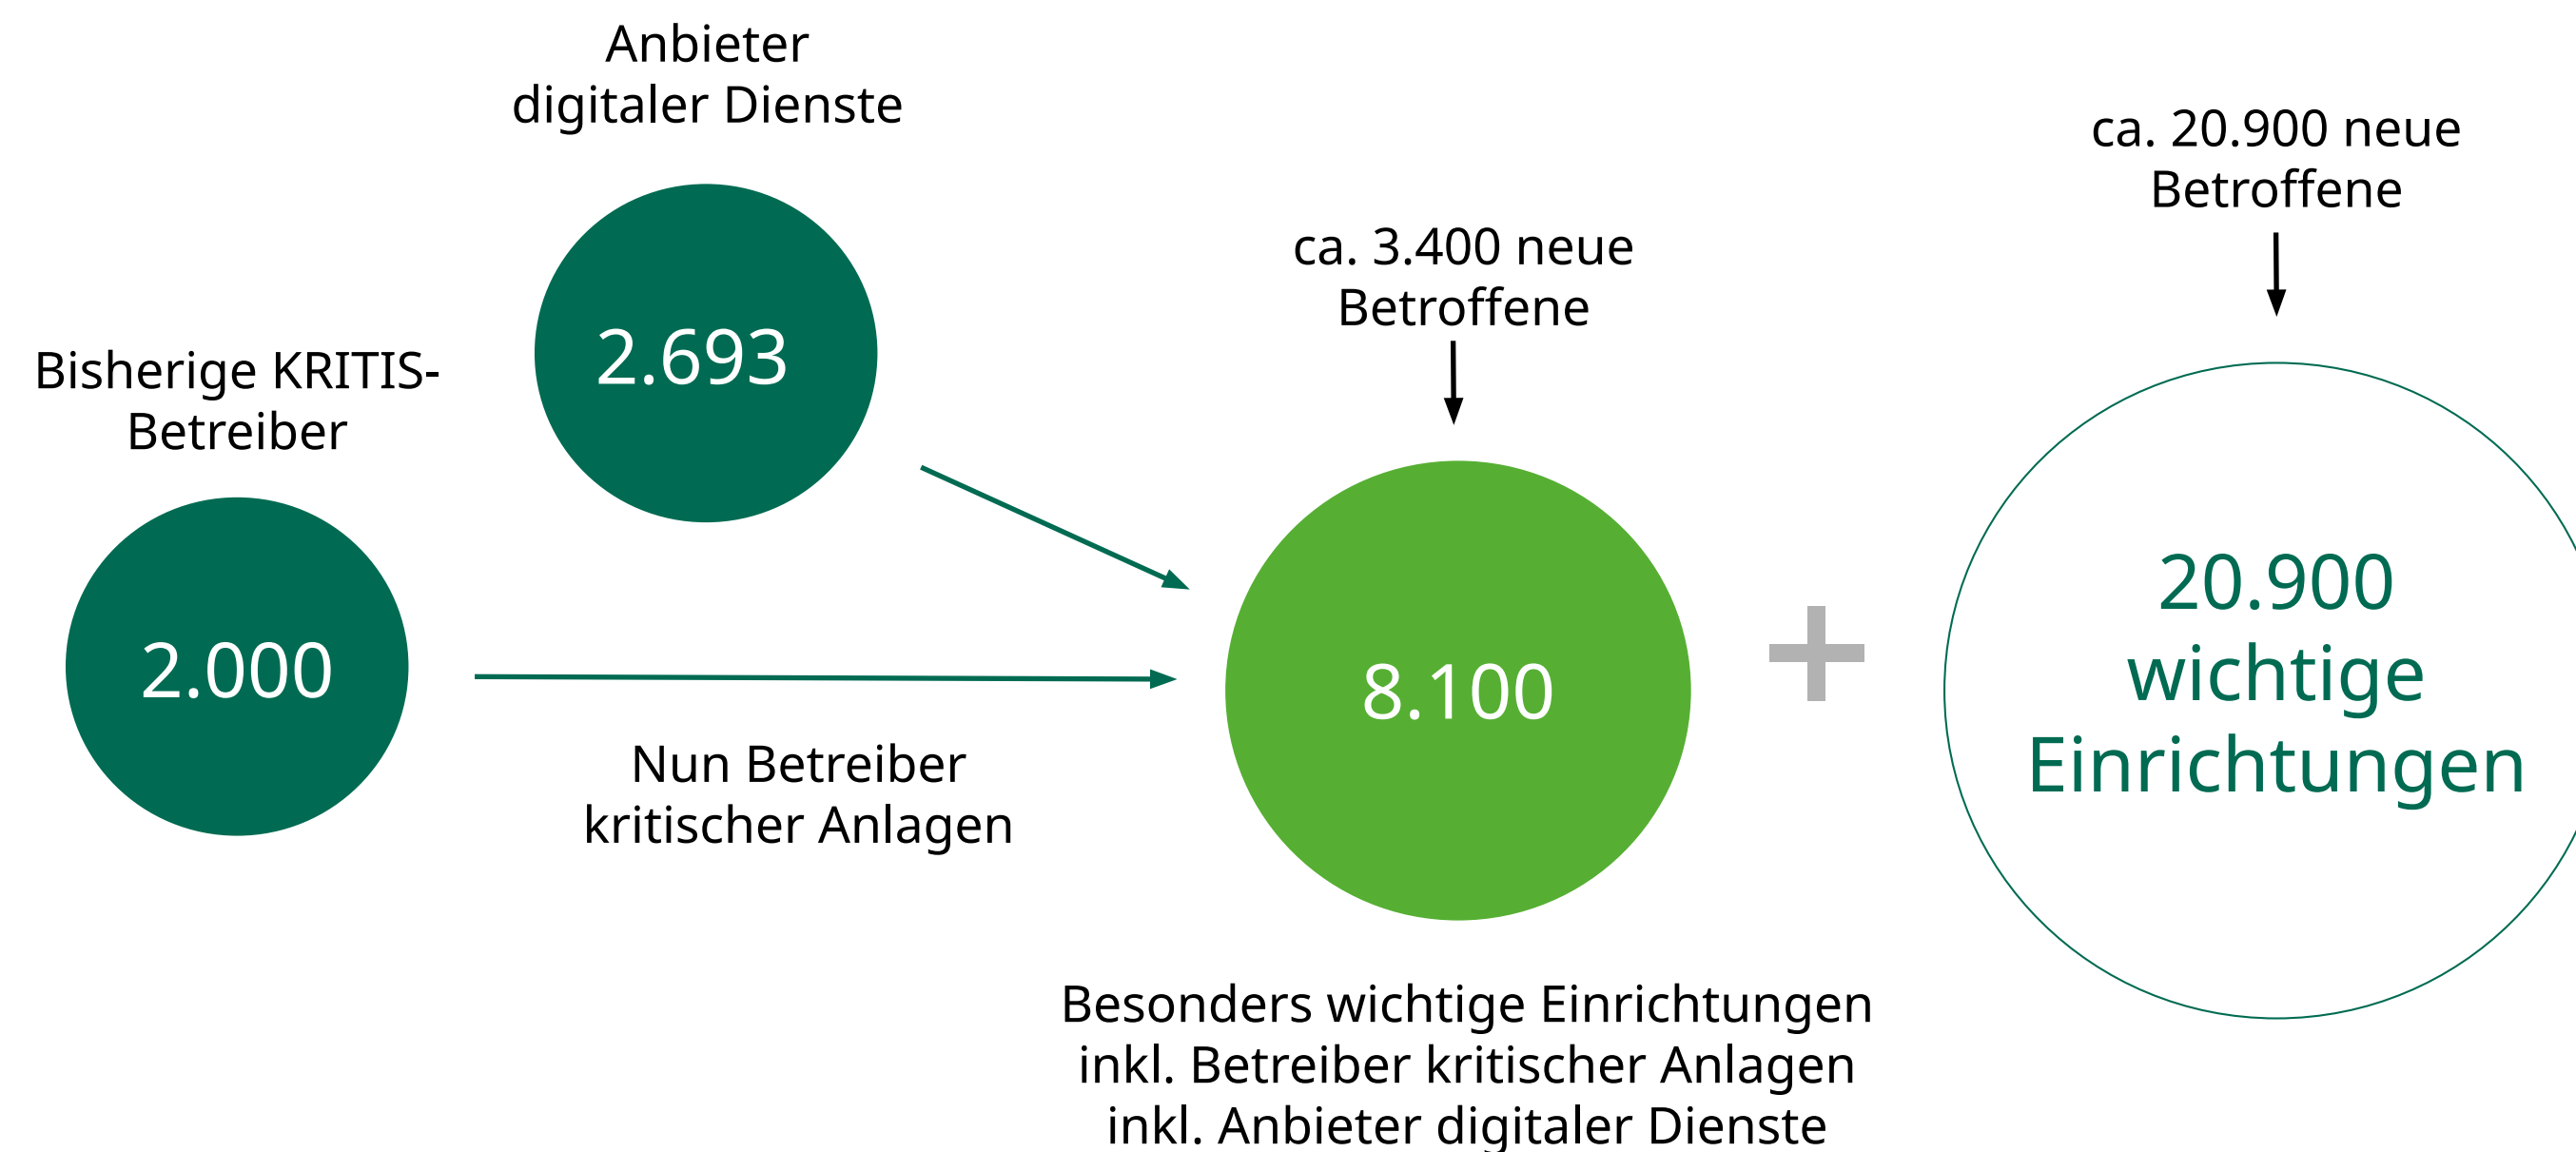 Anbieter
digitaler Dienste
2.693
Bisherige KRITIS-
Betreiber
2.000
Nun Betreiber
kritischer Anlagen
ca. 3.400 neue
Betroffene
8.100
Besonders wichtige Einrichtungen
inkl. Betreiber kritischer Anlagen
inkl. Anbieter digitaler Dienste
+
ca. 20.900 neue
Betroffene
20.900
wichtige
Einrichtungen